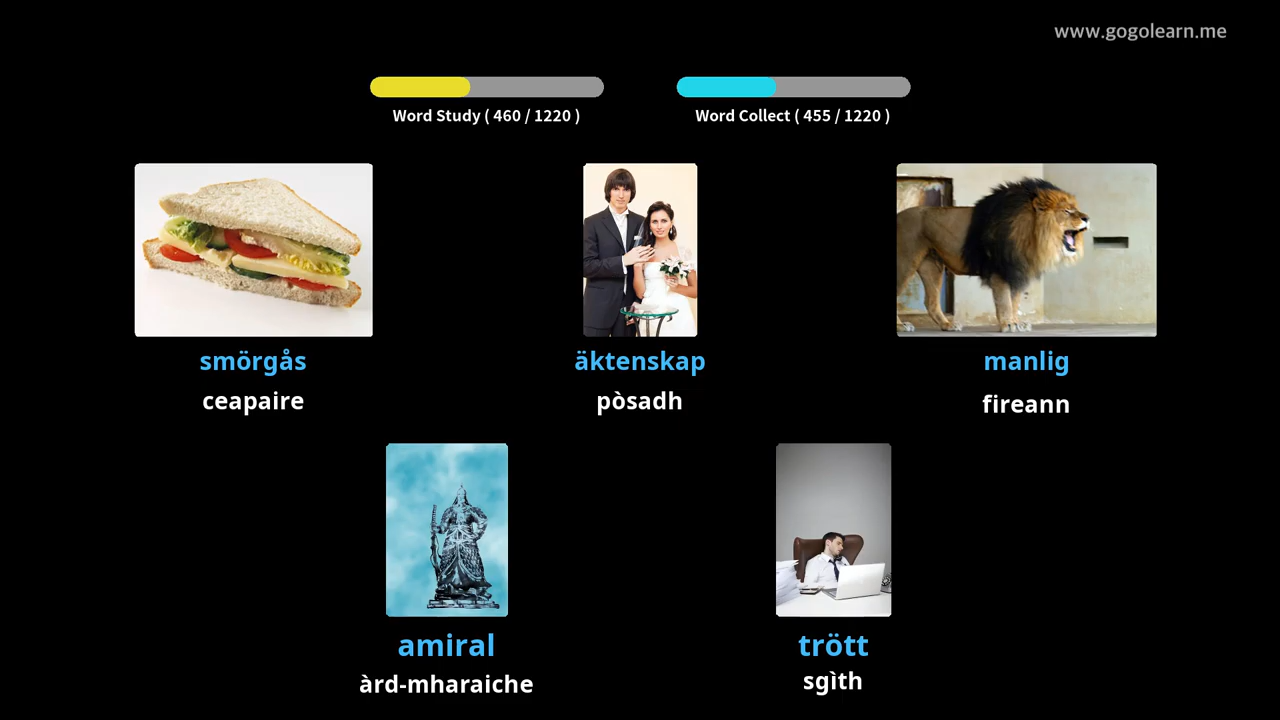 www.gogolearn.me
Word Study ( 460 / 1220 )
Word Collect ( 455 / 1220 )
smörgås
ceapaire
äktenskap
pòsadh
manlig
fireann
amiral
àrd-mharaiche
trött
sgìth